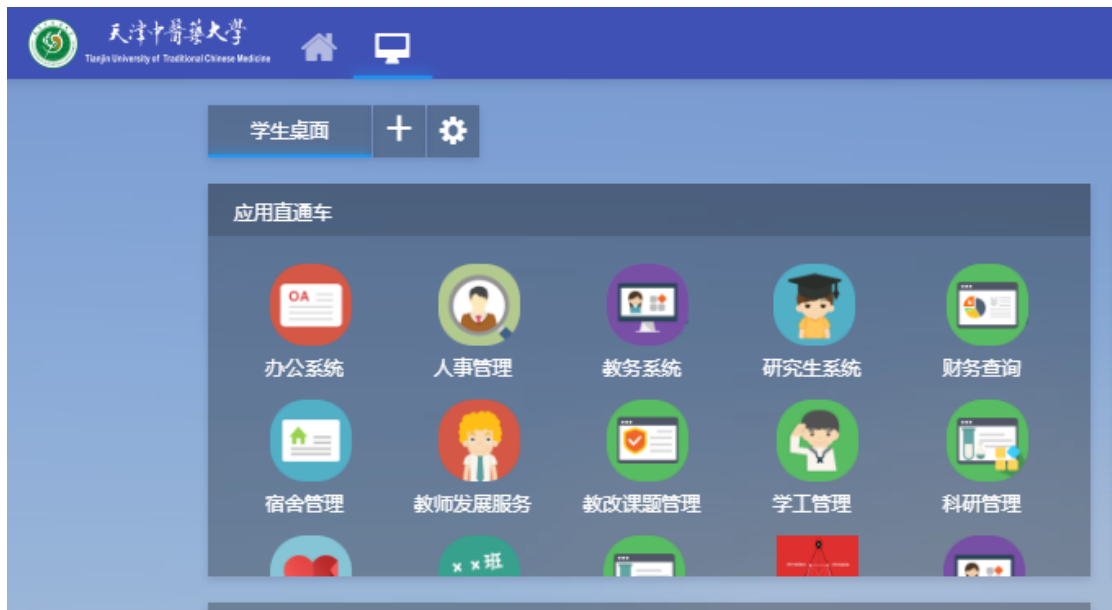 天津中醫藥大學
Tianjin University of Traditional Chinese Medicine
学生桌面
应用直通车
OA
办公系统
人事管理
教务系统
研究生系统
财务查询
宿舍管理
教师发展服务
教改课题管理
学工管理
科研管理
××班